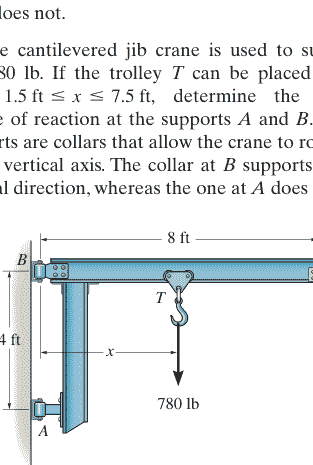 loes not.
e cantilevered jib crane is used to su
80 lb. If the trolley T can be placed
1.5 ft ≤ x ≤ 7.5 ft, determine the
e of reaction at the supports A and B.
rts are collars that allow the crane to ro
vertical axis. The collar at B supports
al direction, whereas the one at A does
8 ft
B
T
4 ft
x
780 lb
A